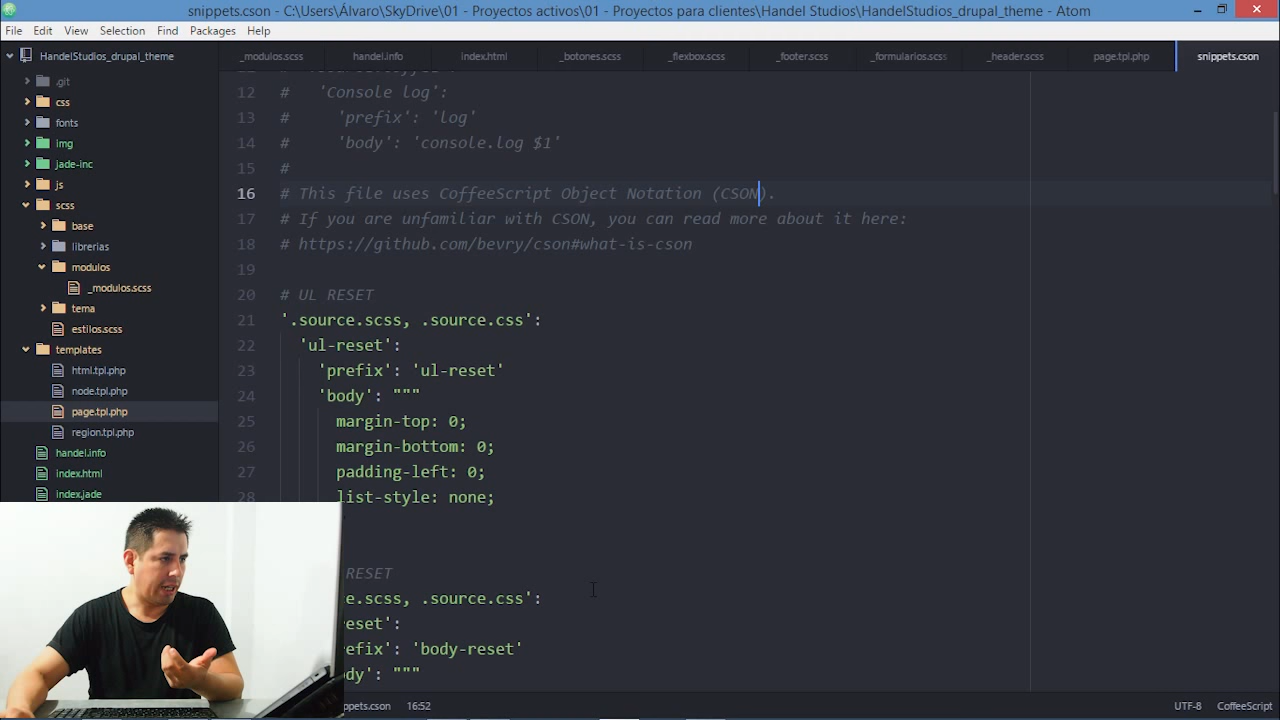 snippets.cson - C:\Users\Álvaro\SkyDrive\01 - Proyectos activos\01 - Proyectos para clientes\Handel Studios\HandelStudios_drupal_theme - Atom
File Edit View Selection Find Packages Help
HandelStudios_drupal_theme
.git
css
fonts
img
jade-inc
js
scss
base
librerias
modulos
_modulos.scss
tema
estilos.scss
templates
html.tpl.php
node.tpl.php
page.tpl.php
region.tpl.php
handel.info
index.html
index.jade
_modulos.scss handel.info index.html _botones.scss _flexbox.scss _footer.scss _formularios.scss _header.scss page.tpl.php snippets.cson
12 # 'Console log':
13 # 'prefix': 'log'
14 # 'body': 'console.log $1'
15 #
16 # This file uses CoffeeScript Object Notation (CSON).
17 # If you are unfamiliar with CSON, you can read more about it here:
18 # https://github.com/bevry/cson#what-is-cson
19
20 # UL RESET
21 '.source.scss, .source.css':
22 'ul-reset':
23 'prefix': 'ul-reset'
24 'body': """
25 margin-top: 0;
26 margin-bottom: 0;
27 padding-left: 0;
28 list-style: none;
RESET
e.scss, .source.css':
eset':
refix': 'body-reset'
dy': """
ppets.cson 16:52 UTF-8 CoffeeScript